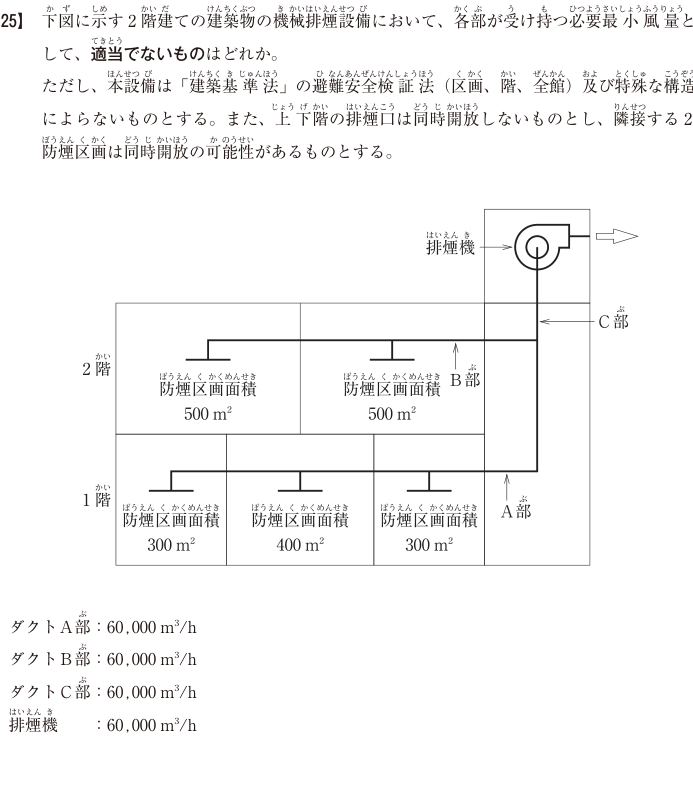 【25】 下図に示す2階建ての建築物の機械排煙設備において、各部が受け持つ必要最小風量と
して、適当でないものはどれか。
ただし、本設備は「建築基準法」の避難安全検証法（区画、階、全館）及び特殊な構造
によらないものとする。また、上下階の排煙口は同時開放しないものとし、隣接する2
防煙区画は同時開放の可能性があるものとする。
排煙機
C部
2階
防煙区画面積
500 m²
防煙区画面積
500 m²
B部
1階
防煙区画面積
300 m²
防煙区画面積
400 m²
防煙区画面積
300 m²
A部
ダクトA部：60,000 m³/h
ダクトB部：60,000 m³/h
ダクトC部：60,000 m³/h
排煙機　　：60,000 m³/h